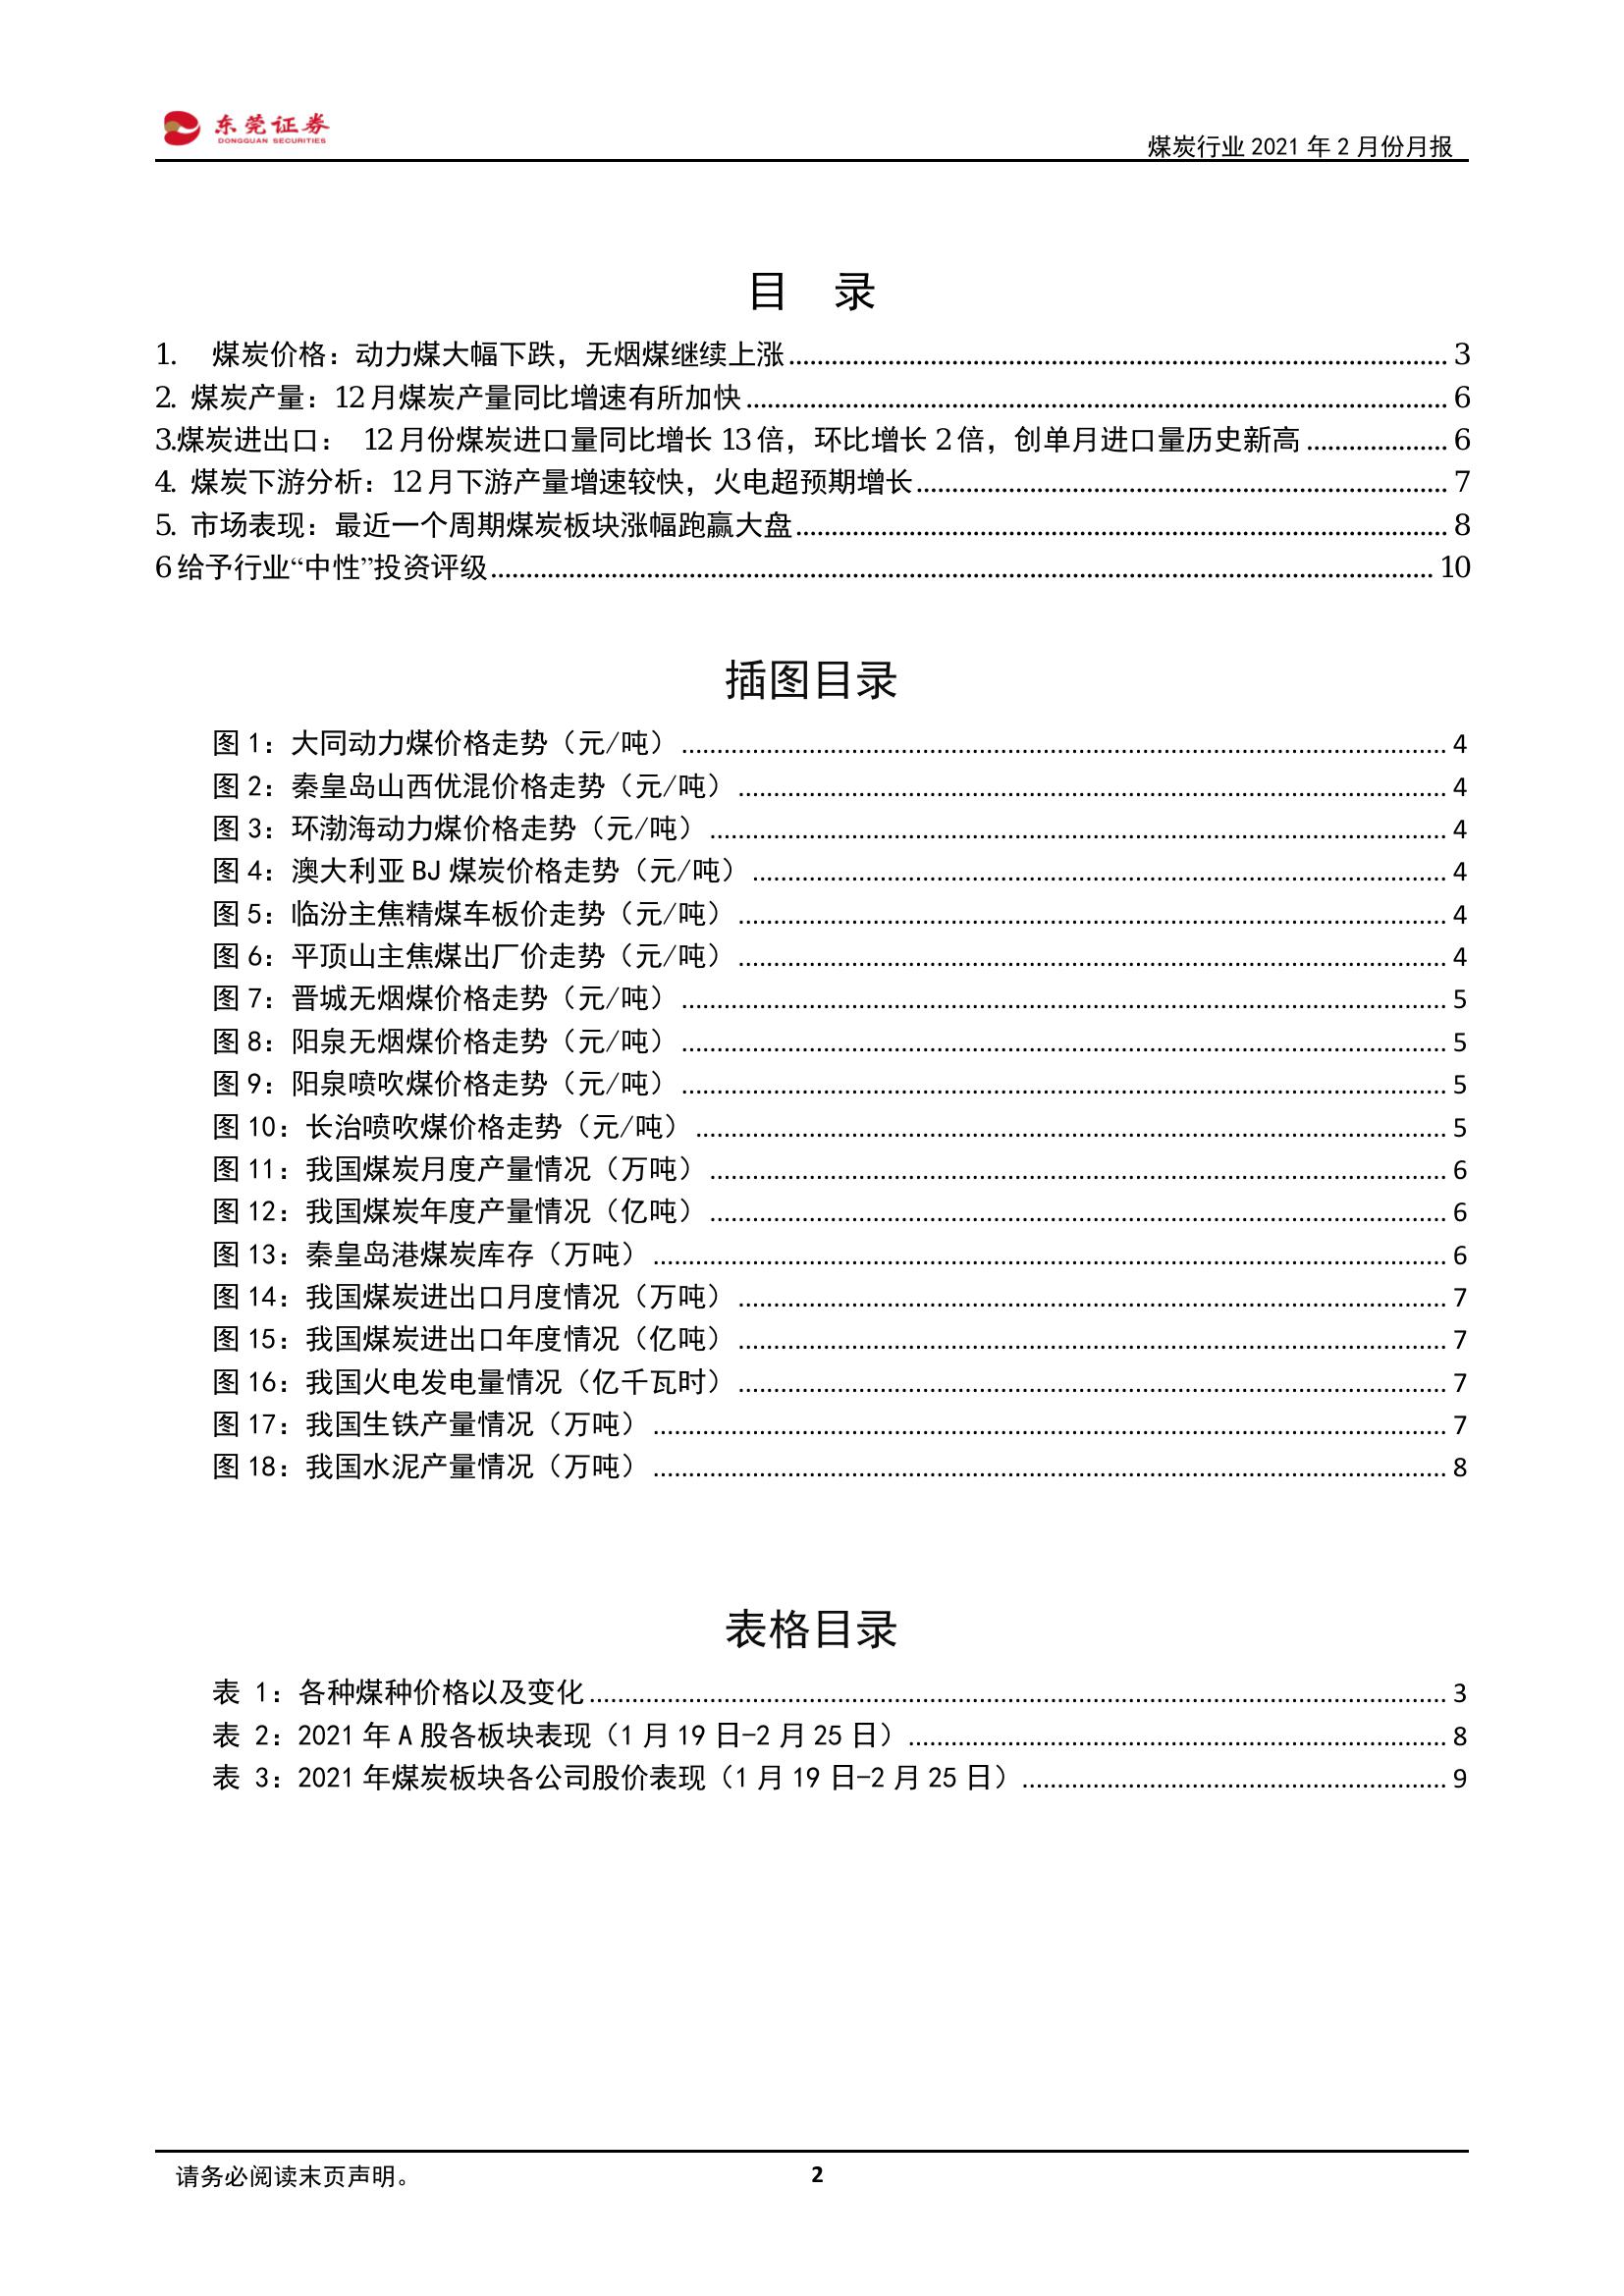 东莞证券
DONGGUAN SECURITIES
煤炭行业 2021 年 2 月份月报
目 录
1. 煤炭价格：动力煤大幅下跌，无烟煤继续上涨 3
2. 煤炭产量：12 月煤炭产量同比增速有所加快 6
3.煤炭进出口： 12 月份煤炭进口量同比增长 13 倍，环比增长 2 倍，创单月进口量历史新高 6
4. 煤炭下游分析：12 月下游产量增速较快，火电超预期增长 7
5. 市场表现：最近一个周期煤炭板块涨幅跑赢大盘 8
6 给予行业“中性”投资评级 10
插图目录
图 1：大同动力煤价格走势（元/吨） 4
图 2：秦皇岛山西优混价格走势（元/吨） 4
图 3：环渤海动力煤价格走势（元/吨） 4
图 4：澳大利亚 BJ 煤炭价格走势（元/吨） 4
图 5：临汾主焦精煤车板价走势（元/吨） 4
图 6：平顶山主焦煤出厂价走势（元/吨） 4
图 7：晋城无烟煤价格走势（元/吨） 5
图 8：阳泉无烟煤价格走势（元/吨） 5
图 9：阳泉喷吹煤价格走势（元/吨） 5
图 10：长治喷吹煤价格走势（元/吨） 5
图 11：我国煤炭月度产量情况（万吨） 6
图 12：我国煤炭年度产量情况（亿吨） 6
图 13：秦皇岛港煤炭库存（万吨） 6
图 14：我国煤炭进出口月度情况（万吨） 7
图 15：我国煤炭进出口年度情况（亿吨） 7
图 16：我国火电发电量情况（亿千瓦时） 7
图 17：我国生铁产量情况（万吨） 7
图 18：我国水泥产量情况（万吨） 8
表格目录
表 1：各种煤种价格以及变化 3
表 2：2021 年 A 股各板块表现（1 月 19 日-2 月 25 日） 8
表 3：2021 年煤炭板块各公司股价表现（1 月 19 日-2 月 25 日） 9
请务必阅读末页声明。
2